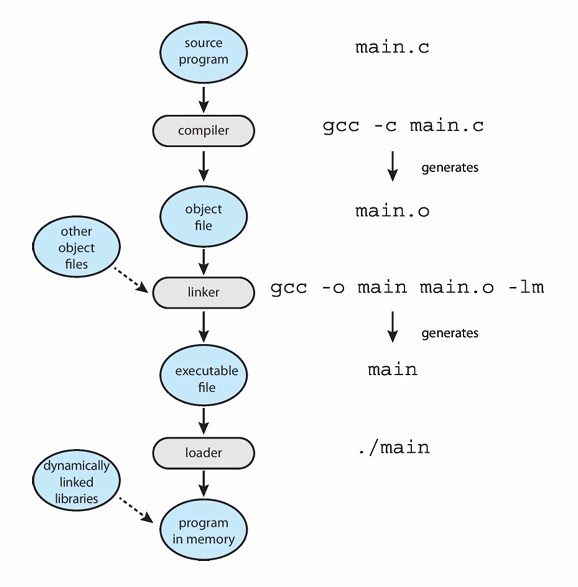 source
program
main.c
compiler
gcc -c main.c
generates
object
file
main.o
other
object
files
linker
gcc -o main main.o -lm
generates
executable
file
main
loader
./main
dynamically
linked
libraries
program
in memory